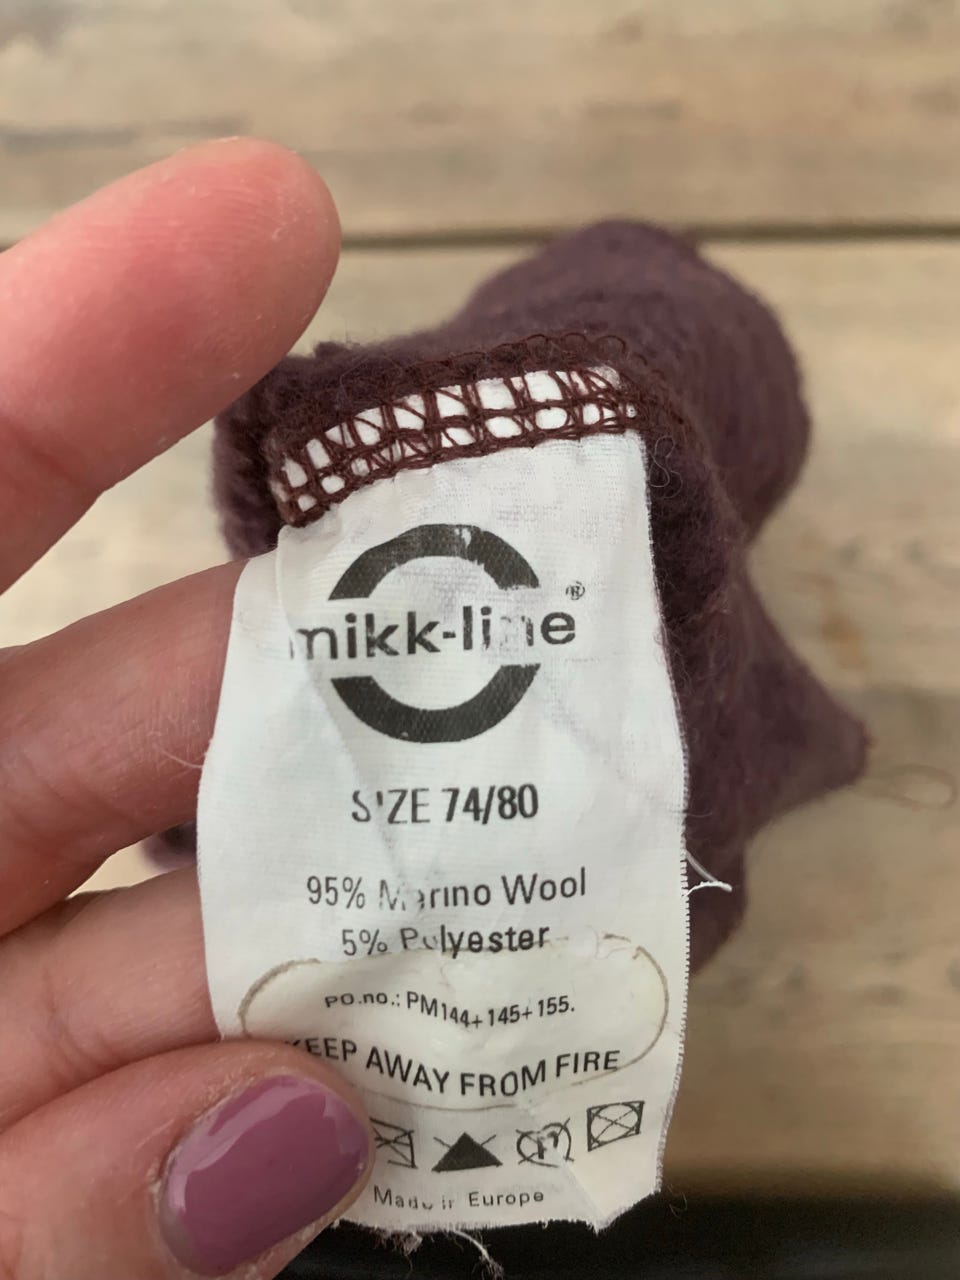 mikk-line®
SIZE 74/80
95% Merino Wool
5% Polyester
PO.no.: PM144+145+155.
KEEP AWAY FROM FIRE
Made in Europe